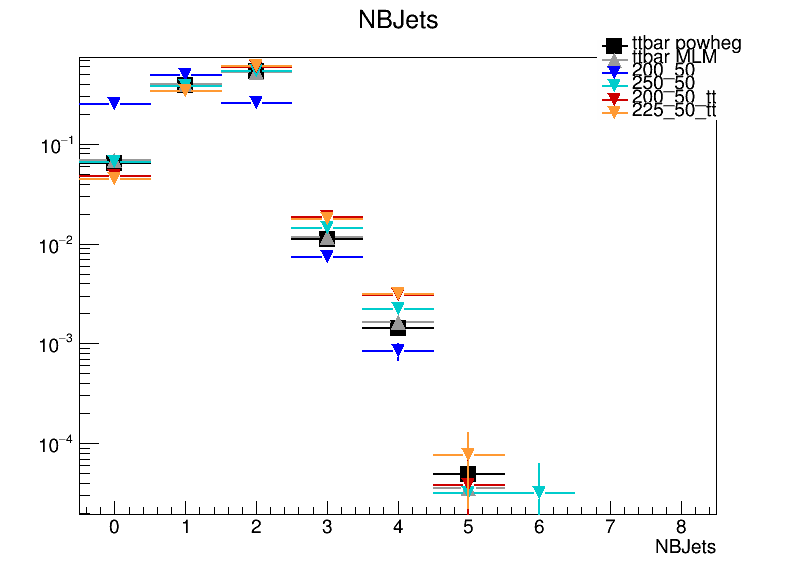 NBJets
ttbar powheg
ttbar MLM
200_50
250_50
200_50_tt
225_50_tt
10⁻¹
10⁻²
10⁻³
10⁻⁴
0 1 2 3 4 5 6 7 8
NBJets